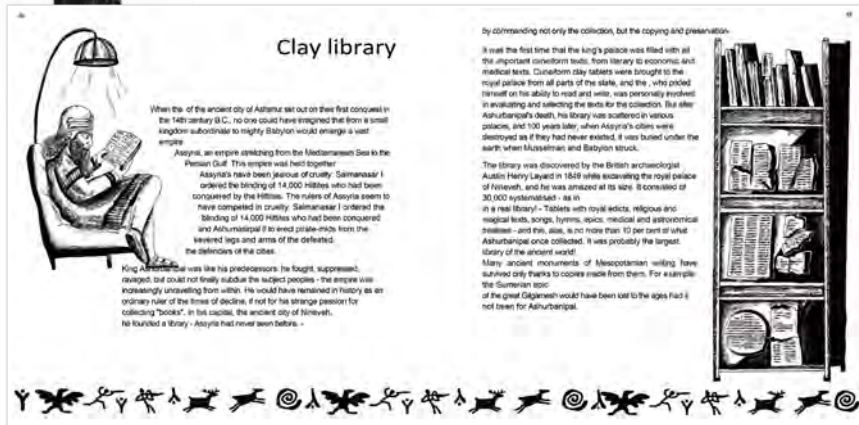 Clay library
When the of the ancient city of Ashshur set out on their first conquest in
the 14th century B.C., no one could have imagined that from a small
kingdom subordinate to mighty Babylon would emerge a vast
empire
Assyria, an empire stretching from the Mediterranean Sea to the
Persian Gulf. This empire was held together
Assyria's have been jealous of cruelty. Salmanasar I
ordered the blinding of 14,000 Hittites who had been
conquered by the Hittites. The rulers of Assyria seem to
have competed in cruelty. Salmanasar I ordered the
blinding of 14,000 Hittites who had been conquered
and Ashurnasirpal II to erect pirate-mids from the
severed legs and arms of the defeated.
the defenders of the cities.
King Ashurbanipal was like his predecessors: he fought, suppressed,
ravaged, but could not finally subdue the subject peoples - the empire was
increasingly unravelling from within. He would have remained in history as an
ordinary ruler of the times of decline, if not for his strange passion for
collecting "books". In his capital, the ancient city of Nineveh,
he founded a library - Assyria had never seen before. -
by commanding not only the collection, but the copying and preservation-
It was the first time that the king's palace was filled with all
the important cuneiform texts, from literary to economic and
medical texts. Cuneiform clay tablets were brought to the
royal palace from all parts of the state, and the , who prided
himself on his ability to read and write, was personally involved
in evaluating and selecting the texts for the collection. But after
Ashurbanipal's death, his library was scattered in various
palaces, and 100 years later, when Assyria's cities were
destroyed as if they had never existed, it was buried under the
earth when Musselman and Babylon struck.
The library was discovered by the British archaeologist
Austin Henry Layard in 1849 while excavating the royal palace
of Nineveh, and he was amazed at its size. It consisted of
30,000 systematised - as in
in a real library! - Tablets with royal edicts, religious and
magical texts, songs, hymns, epics, medical and astronomical
treatises - and this, alas, is no more than 10 per cent of what
Ashurbanipal once collected. It was probably the largest
library of the ancient world!
Many ancient monuments of Mesopotamian writing have
survived only thanks to copies made from them. For example
the Sumerian epic
of the great Gilgamesh would have been lost to the ages had it
not been for Ashurbanipal.